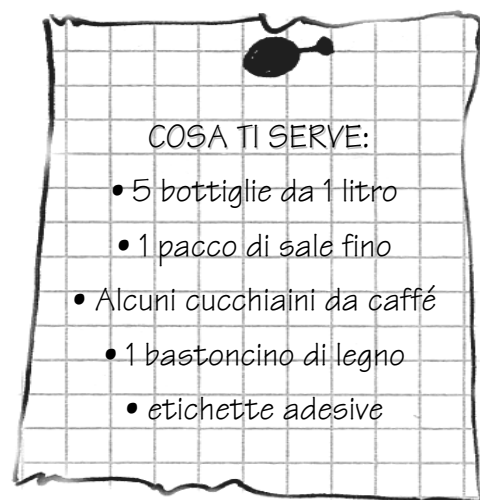 COSA TI SERVE:
• 5 bottiglie da 1 litro
• 1 pacco di sale fino
• Alcuni cucchiaini da caffé
• 1 bastoncino di legno
• etichette adesive